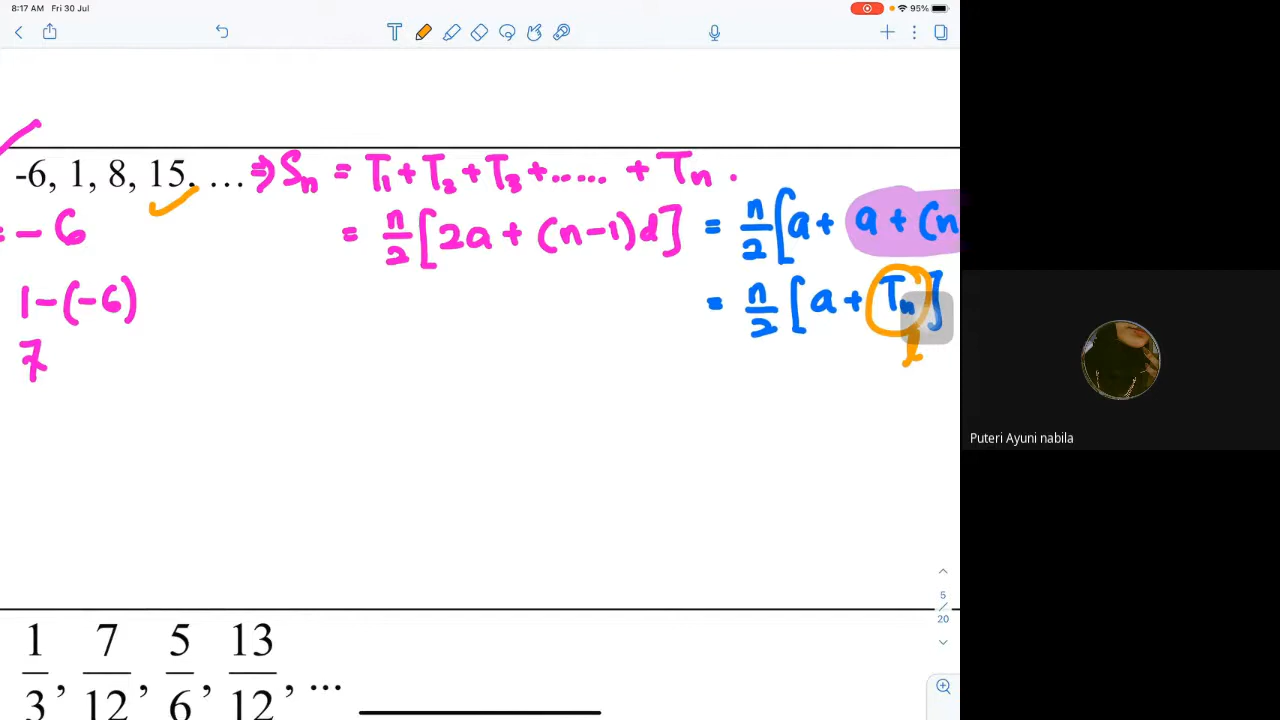 8:17 AM Fri 30 Jul
95%
T
-6, 1, 8, 15, … ⇒ Sn = T1 + T2 + T3 + ..... + Tn .
= -6
= n/2 [2a + (n-1)d] = n/2 [a + a + (n
1-(-6)
= n/2 [a + Tn]
l
7
5
/
20
1/3, 7/12, 5/6, 13/12, ...
Puteri Ayuni nabila